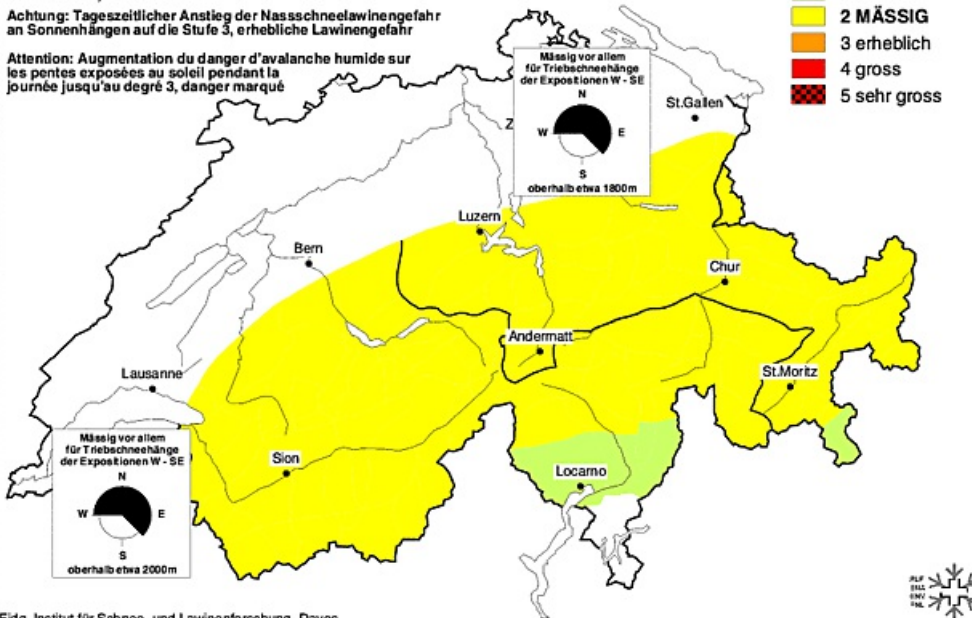 Achtung: Tageszeitlicher Anstieg der Nassschneelawinengefahr
an Sonnenhängen auf die Stufe 3, erhebliche Lawinengefahr
Attention: Augmentation du danger d'avalanche humide sur
les pentes exposées au soleil pendant la
journée jusqu'au degré 3, danger marqué
2 MÄSSIG
3 erheblich
4 gross
5 sehr gross
Mässig vor allem
für Triebschneehänge
der Expositionen W - SE
N
W E
S
oberhalb etwa 1800m
St.Gallen
Z
Luzern
Bern
Chur
Andermatt
Lausanne
St.Moritz
Sion
Locarno
Mässig vor allem
für Triebschneehänge
der Expositionen W - SE
N
W E
S
oberhalb etwa 2000m
SLF
ENA
ENV
SNL